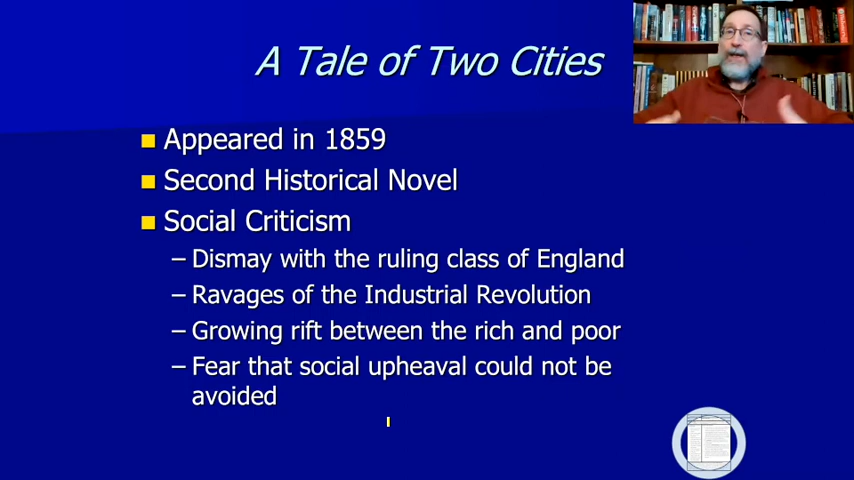 A Tale of Two Cities
Appeared in 1859
Second Historical Novel
Social Criticism
– Dismay with the ruling class of England
– Ravages of the Industrial Revolution
– Growing rift between the rich and poor
– Fear that social upheaval could not be
avoided